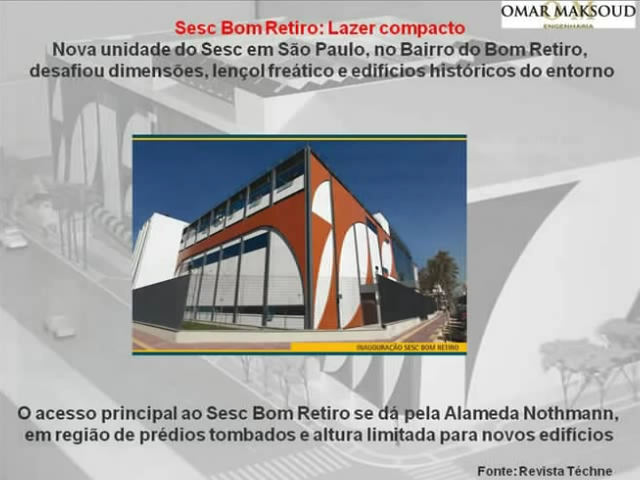 OMAR MAKSOUD
ENGENHARIA
Sesc Bom Retiro: Lazer compacto
Nova unidade do Sesc em São Paulo, no Bairro do Bom Retiro,
desafiou dimensões, lençol freático e edifícios históricos do entorno
INAUGURAÇÃO SESC BOM RETIRO
O acesso principal ao Sesc Bom Retiro se dá pela Alameda Nothmann,
em região de prédios tombados e altura limitada para novos edifícios
Fonte: Revista Téchne